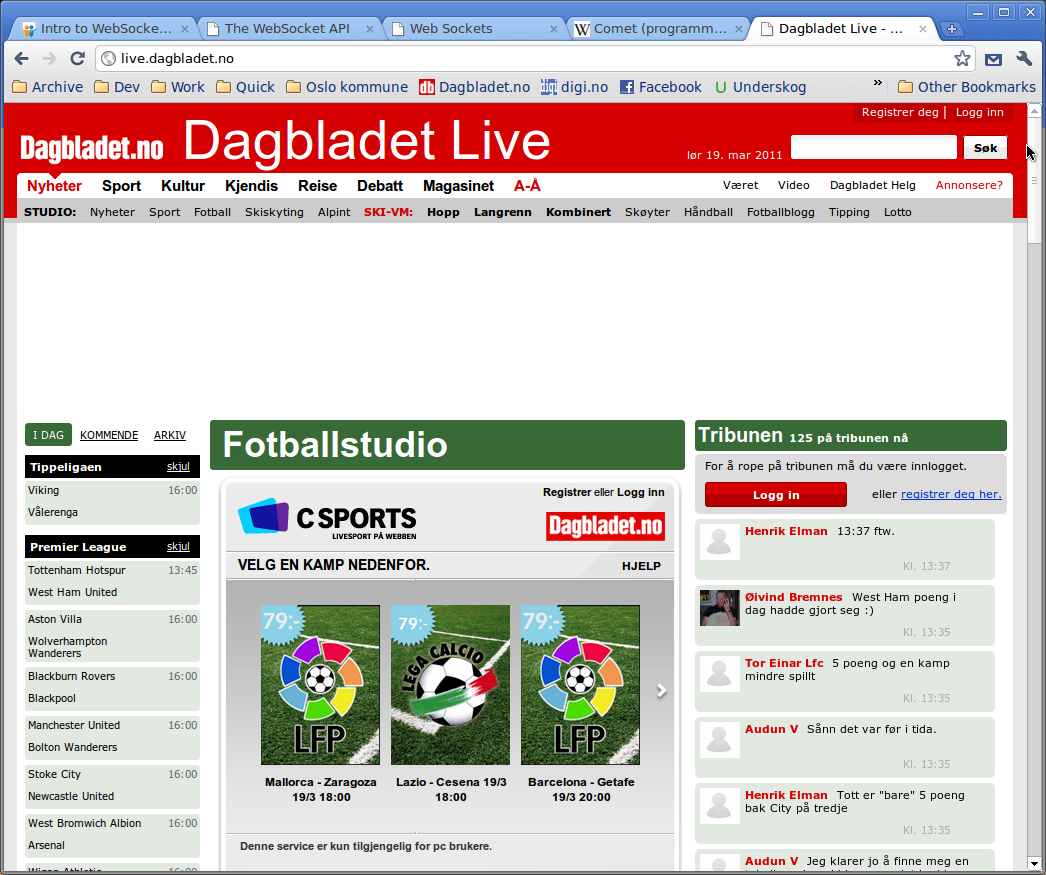 Intro to WebSocke...
The WebSocket API
Web Sockets
Comet (programm...
Dagbladet Live - ...
live.dagbladet.no
Archive
Dev
Work
Quick
Oslo kommune
Dagbladet.no
digi.no
Facebook
Underskog
»
Other Bookmarks
Registrer deg | Logg inn
Dagbladet.no
Dagbladet Live
lør 19. mar 2011
Søk
Nyheter Sport Kultur Kjendis Reise Debatt Magasinet A-Å
Været Video Dagbladet Helg Annonsere?
STUDIO: Nyheter Sport Fotball Skiskyting Alpint SKI-VM: Hopp Langrenn Kombinert Skøyter Håndball Fotballblogg Tipping Lotto
I DAG KOMMENDE ARKIV
Tippeligaen skjul
Viking 16:00
Vålerenga
Premier League skjul
Tottenham Hotspur 13:45
West Ham United
Aston Villa 16:00
Wolverhampton
Wanderers
Blackburn Rovers 16:00
Blackpool
Manchester United 16:00
Bolton Wanderers
Stoke City 16:00
Newcastle United
West Bromwich Albion 16:00
Arsenal
Wigan Athletic 16:00
Fotballstudio
Registrer eller Logg inn
C SPORTS
LIVESPORT PÅ WEBBEN
Dagbladet.no
VELG EN KAMP NEDENFOR.
HJELP
79:-
LFP
Mallorca - Zaragoza
19/3 18:00
79:-
LEGA CALCIO
Lazio - Cesena 19/3
18:00
79:-
LFP
Barcelona - Getafe
19/3 20:00
Denne service er kun tilgjengelig for pc brukere.
Tribunen 125 på tribunen nå
For å rope på tribunen må du være innlogget.
Logg inn
eller registrer deg her.
Henrik Elman 13:37 ftw.
Kl. 13:37
Øivind Bremnes West Ham poeng i
dag hadde gjort seg :)
Kl. 13:35
Tor Einar Lfc 5 poeng og en kamp
mindre spillt
Kl. 13:35
Audun V Sånn det var før i tida.
Kl. 13:35
Henrik Elman Tott er "bare" 5 poeng
bak City på tredje
Kl. 13:35
Audun V Jeg klarer jo å finne meg en